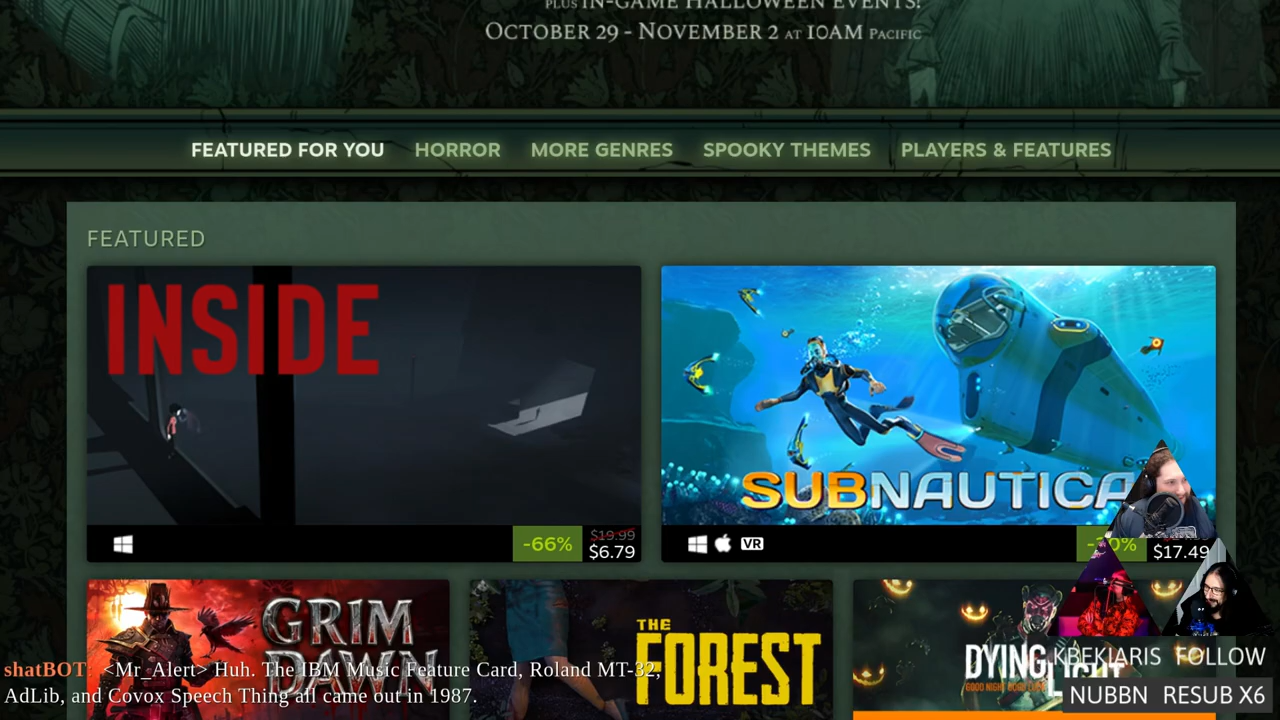 PLUS IN-GAME HALLOWEEN EVENTS!
OCTOBER 29 - NOVEMBER 2 AT 10AM PACIFIC
FEATURED FOR YOU HORROR MORE GENRES SPOOKY THEMES PLAYERS & FEATURES
FEATURED
INSIDE
SUBNAUTICA
-66% $19.99 $6.79
VR
$17.49
GRIM DAWN
THE FOREST
DYING LIGHT
KBEKIARIS FOLLOW
NUBBN RESUB X6
shatBOT: <Mr_Alert> Huh. The IBM Music Feature Card, Roland MT-32,
AdLib, and Covox Speech Thing all came out in 1987.